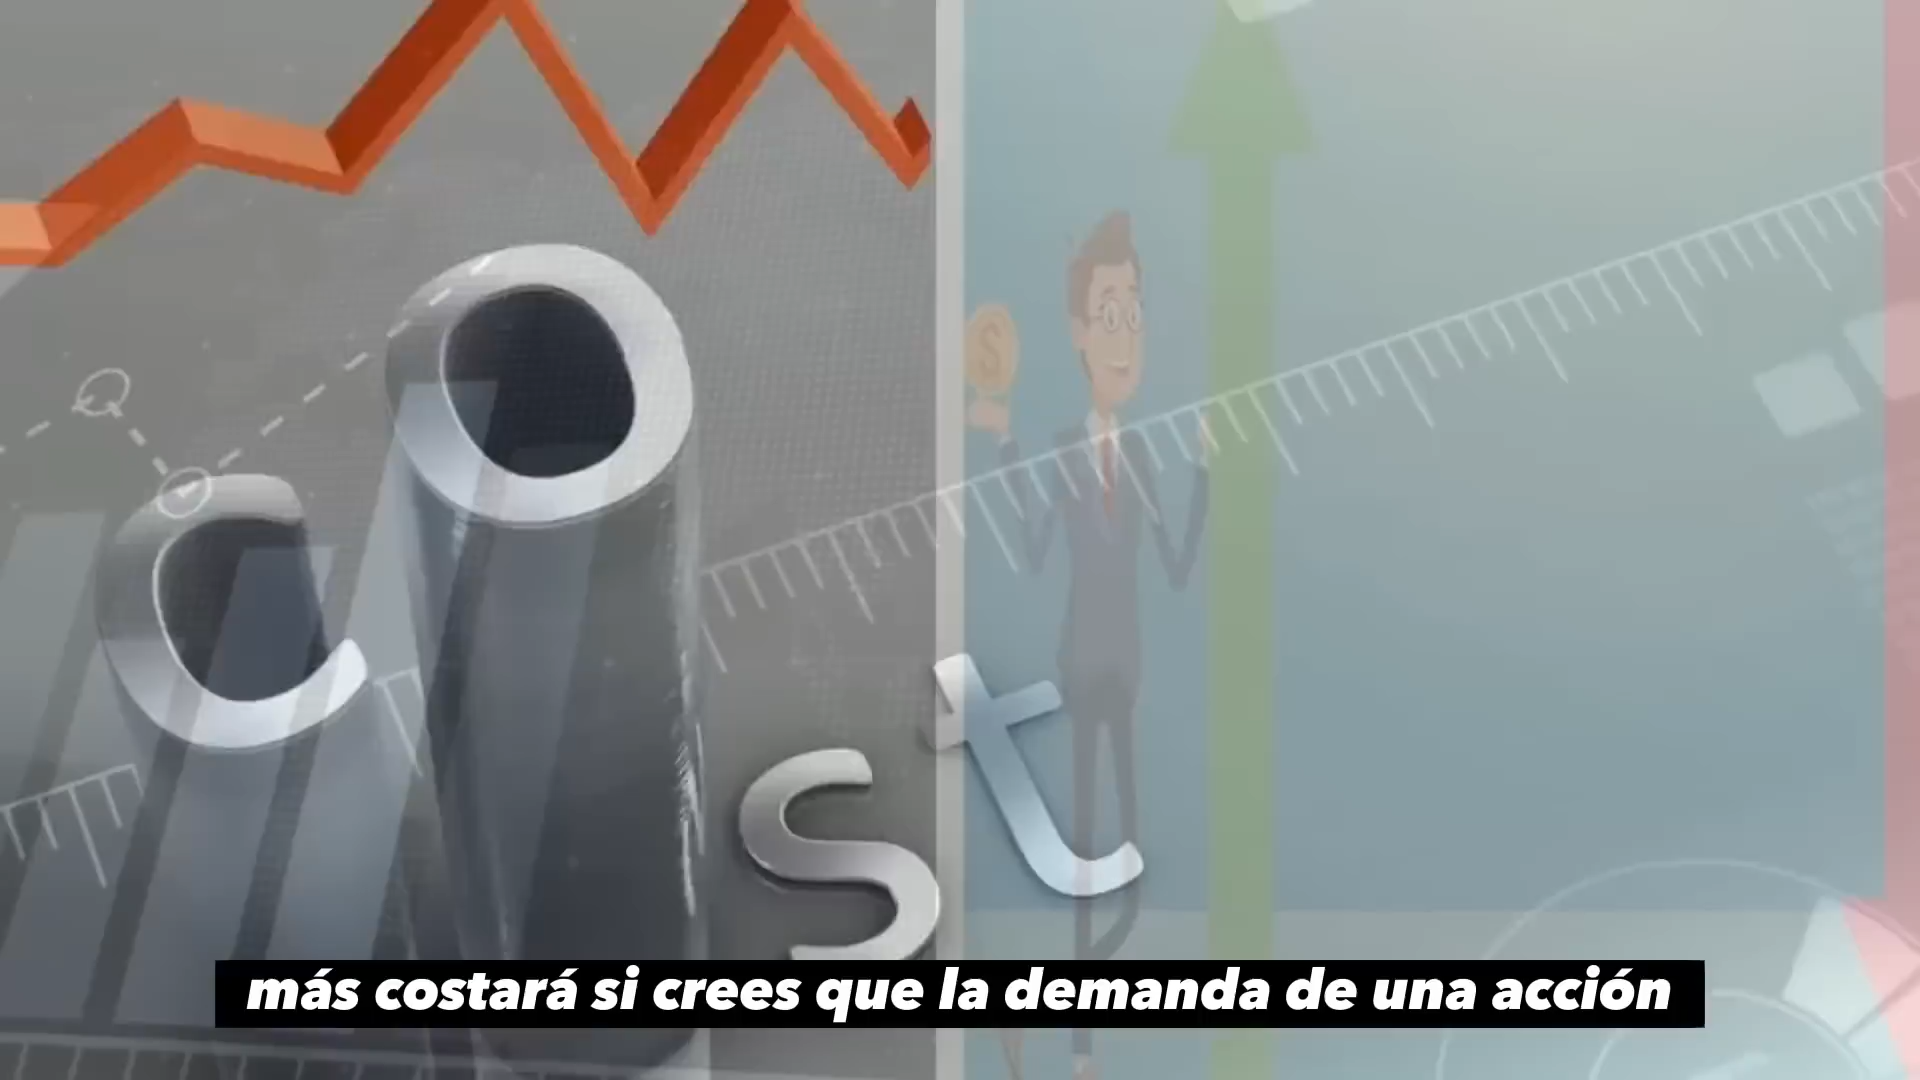 Cost
$
más costará si crees que la demanda de una acción